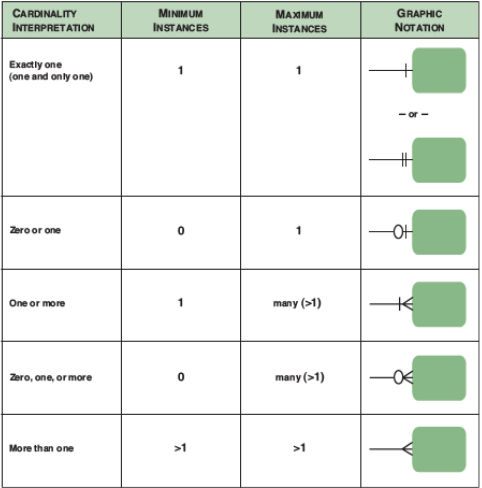 CARDINALITY INTERPRETATION MINIMUM INSTANCES MAXIMUM INSTANCES GRAPHIC NOTATION
Exactly one
(one and only one) 1 1
– or –
Zero or one 0 1
One or more 1 many (>1)
Zero, one, or more 0 many (>1)
More than one >1 >1